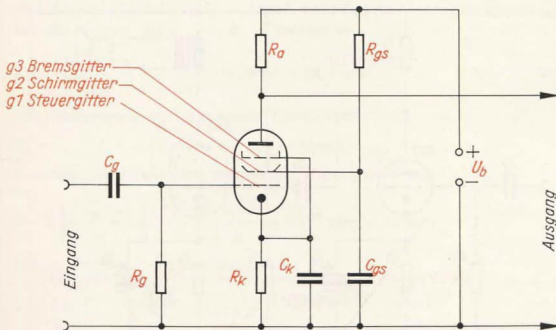 g3 Bremsgitter
g2 Schirmgitter
g1 Steuergitter
Ra
Rgs
Cg
+
Ub
−
Eingang
Rg
Rk
Ck
Cgs
Ausgang